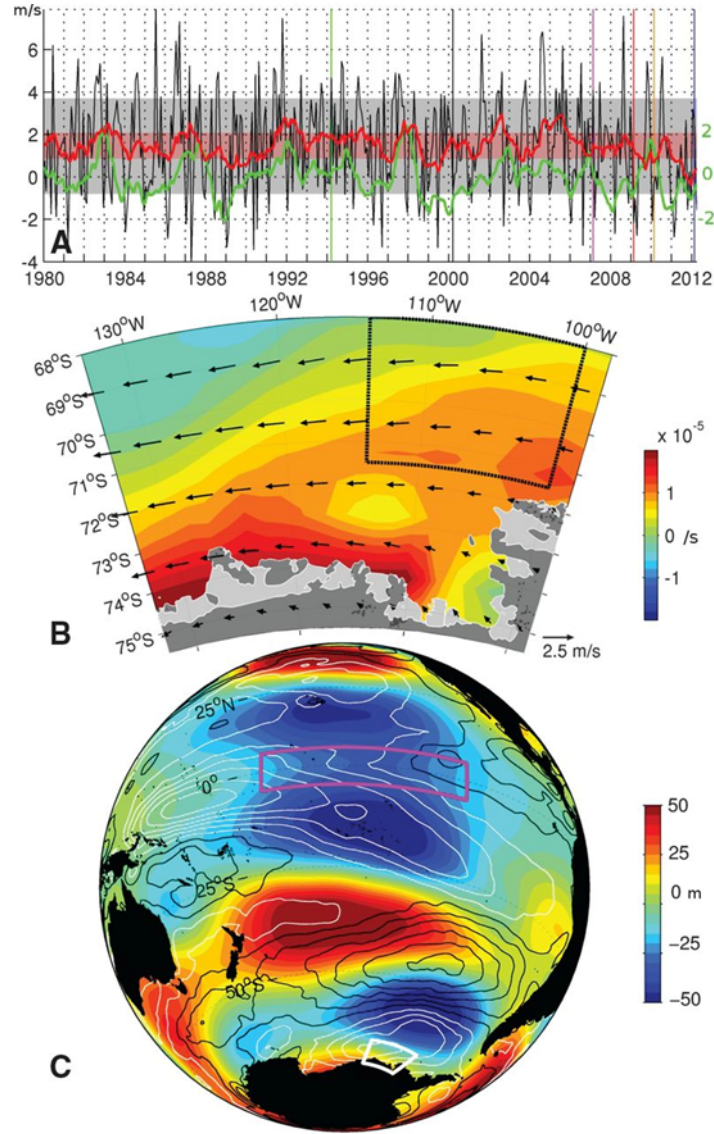 m/s
6
4
2
0
-2
-4
2
0
-2
A
1980 1984 1988 1992 1996 2000 2004 2008 2012
130°W 120°W 110°W 100°W
68°S
69°S
70°S
71°S
72°S
73°S
74°S
75°S
x 10⁻⁵
1
0 /s
-1
B
2.5 m/s
25°N
0°
25°S
50°S
50
25
0 m
−25
−50
C